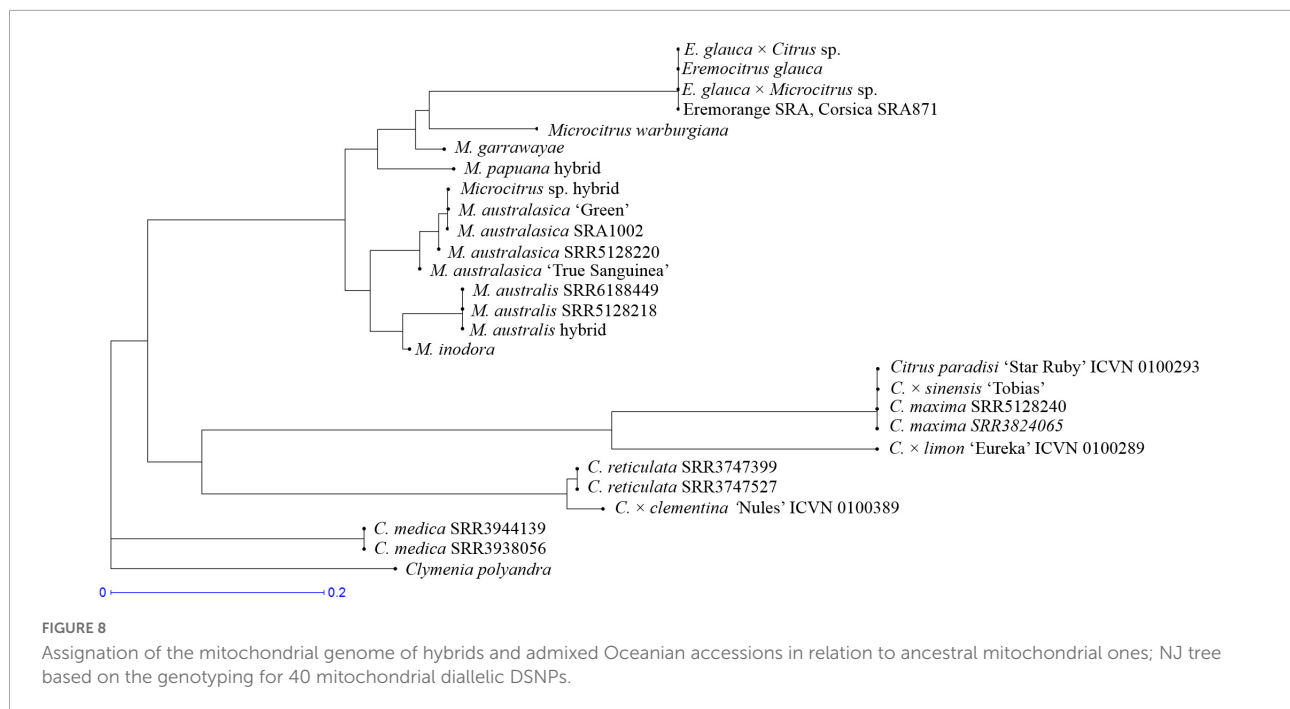 E. glauca × Citrus sp.
Eremocitrus glauca
E. glauca × Microcitrus sp.
Eremorange SRA, Corsica SRA871
Microcitrus warburgiana
M. garrawayae
M. papuana hybrid
Microcitrus sp. hybrid
M. australasica ‘Green’
M. australasica SRA1002
M. australasica SRR5128220
M. australasica ‘True Sanguinea’
M. australis SRR6188449
M. australis SRR5128218
M. australis hybrid
M. inodora
Citrus paradisi ‘Star Ruby’ ICVN 0100293
C. × sinensis ‘Tobias’
C. maxima SRR5128240
C. maxima SRR3824065
C. × limon ‘Eureka’ ICVN 0100289
C. reticulata SRR3747399
C. reticulata SRR3747527
C. × clementina ‘Nules’ ICVN 0100389
C. medica SRR3944139
C. medica SRR3938056
Clymenia polyandra
0 0.2
FIGURE 8
Assignation of the mitochondrial genome of hybrids and admixed Oceanian accessions in relation to ancestral mitochondrial ones; NJ tree
based on the genotyping for 40 mitochondrial diallelic DSNPs.